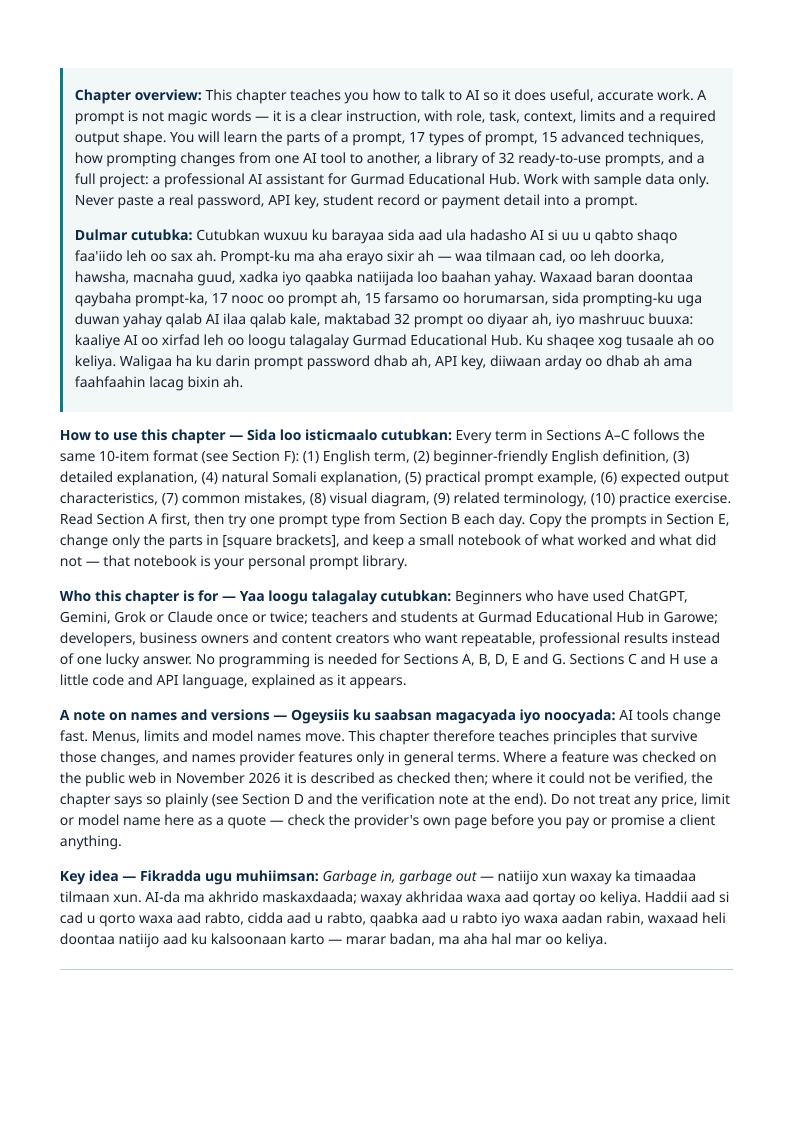 Chapter overview: This chapter teaches you how to talk to AI so it does useful, accurate work. A
prompt is not magic words — it is a clear instruction, with role, task, context, limits and a required
output shape. You will learn the parts of a prompt, 17 types of prompt, 15 advanced techniques,
how prompting changes from one AI tool to another, a library of 32 ready-to-use prompts, and a
full project: a professional AI assistant for Gurmad Educational Hub. Work with sample data only.
Never paste a real password, API key, student record or payment detail into a prompt.
Dulmar cutubka: Cutubkan wuxuu ku barayaa sida aad ula hadasho AI si uu u qabto shaqo
faa'iido leh oo sax ah. Prompt-ku ma aha erayo sixir ah — waa tilmaan cad, oo leh doorka,
hawsha, macnaha guud, xadka iyo qaabka natiijada loo baahan yahay. Waxaad baran doontaa
qaybaha prompt-ka, 17 nooc oo prompt ah, 15 farsamo oo horumarsan, sida prompting-ku uga
duwan yahay qalab AI ilaa qalab kale, maktabad 32 prompt oo diyaar ah, iyo mashruuc buuxa:
kaaliye AI oo xirfad leh oo loogu talagalay Gurmad Educational Hub. Ku shaqee xog tusaale ah oo
keliya. Waligaa ha ku darin prompt password dhab ah, API key, diiwaan arday oo dhab ah ama
faahfaahin lacag bixin ah.
How to use this chapter — Sida loo isticmaalo cutubkan: Every term in Sections A–C follows the
same 10-item format (see Section F): (1) English term, (2) beginner-friendly English definition, (3)
detailed explanation, (4) natural Somali explanation, (5) practical prompt example, (6) expected output
characteristics, (7) common mistakes, (8) visual diagram, (9) related terminology, (10) practice exercise.
Read Section A first, then try one prompt type from Section B each day. Copy the prompts in Section E,
change only the parts in [square brackets], and keep a small notebook of what worked and what did
not — that notebook is your personal prompt library.
Who this chapter is for — Yaa loogu talagalay cutubkan: Beginners who have used ChatGPT,
Gemini, Grok or Claude once or twice; teachers and students at Gurmad Educational Hub in Garowe;
developers, business owners and content creators who want repeatable, professional results instead
of one lucky answer. No programming is needed for Sections A, B, D, E and G. Sections C and H use a
little code and API language, explained as it appears.
A note on names and versions — Ogeysiis ku saabsan magacyada iyo noocyada: AI tools change
fast. Menus, limits and model names move. This chapter therefore teaches principles that survive
those changes, and names provider features only in general terms. Where a feature was checked on
the public web in November 2026 it is described as checked then; where it could not be verified, the
chapter says so plainly (see Section D and the verification note at the end). Do not treat any price, limit
or model name here as a quote — check the provider's own page before you pay or promise a client
anything.
Key idea — Fikradda ugu muhiimsan: Garbage in, garbage out — natiijo xun waxay ka timaadaa
tilmaan xun. AI-da ma akhrido maskaxdaada; waxay akhridaa waxa aad qortay oo keliya. Haddii aad si
cad u qorto waxa aad rabto, cidda aad u rabto, qaabka aad u rabto iyo waxa aadan rabin, waxaad heli
doontaa natiijo aad ku kalsoonaan karto — marar badan, ma aha hal mar oo keliya.